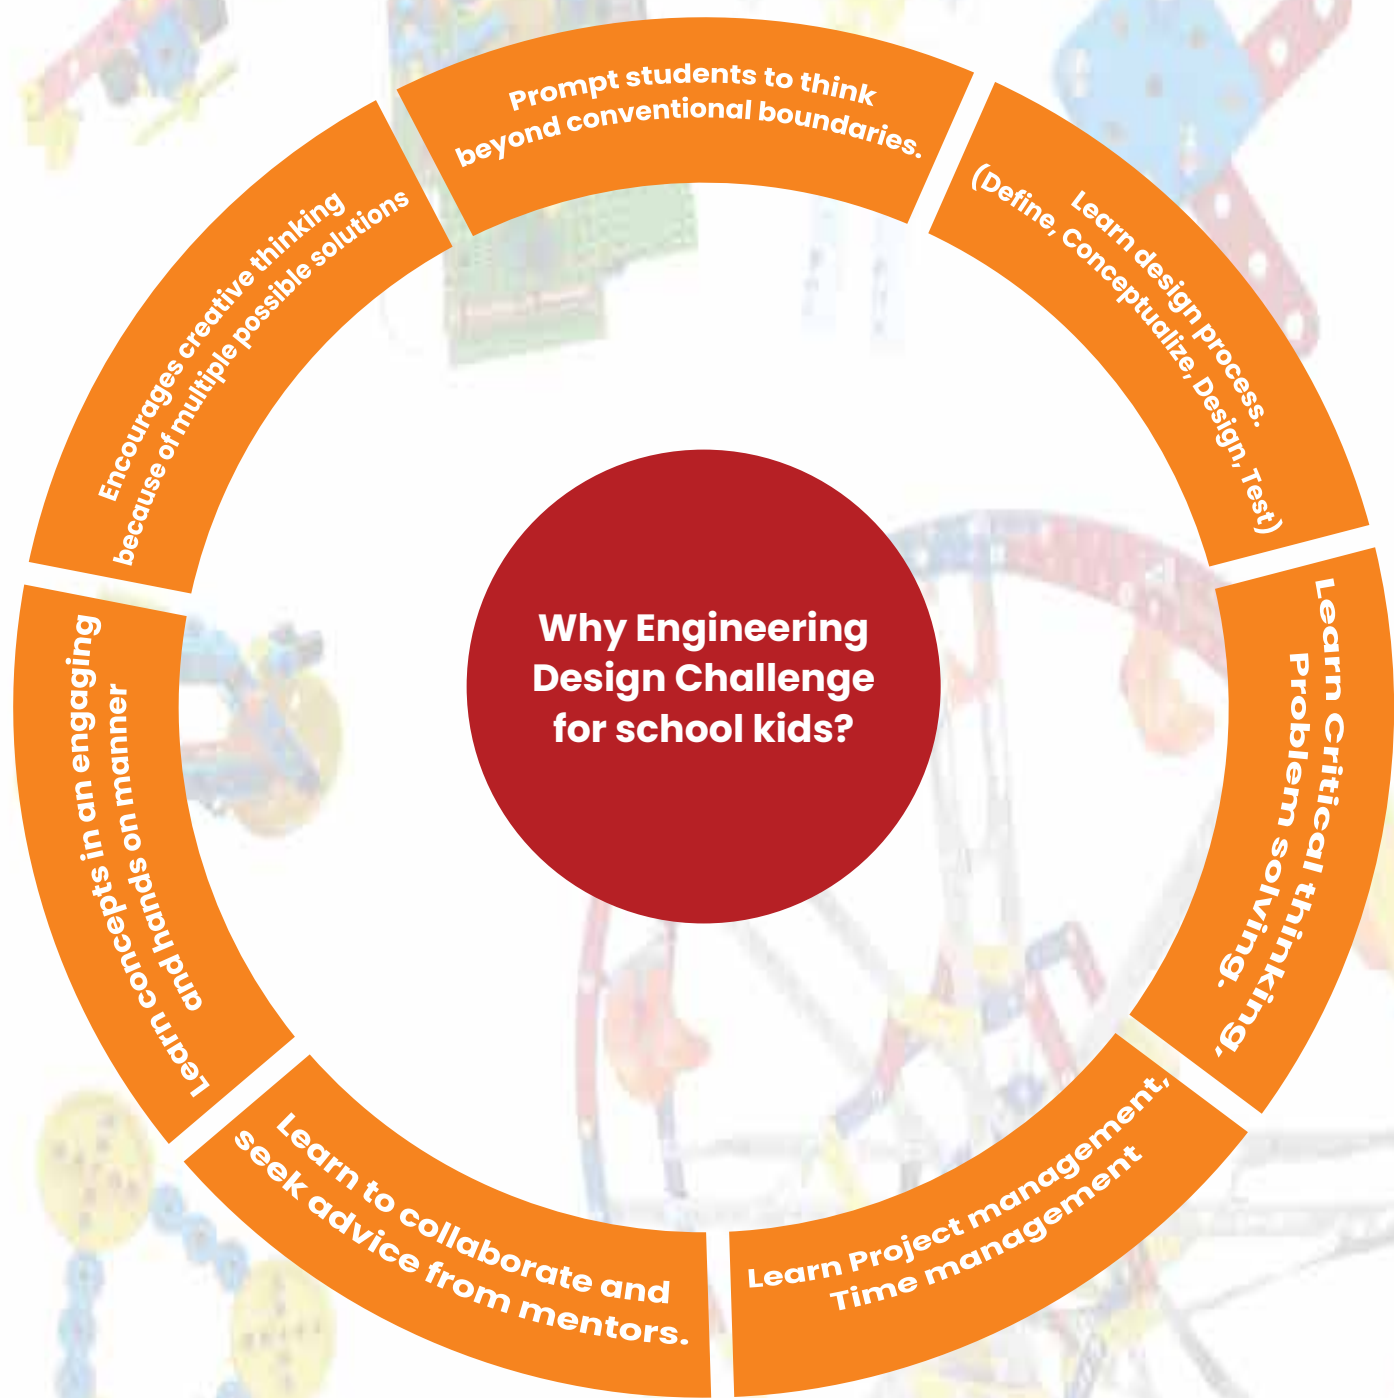 Why Engineering
Design Challenge
for school kids?
Prompt students to think
beyond conventional boundaries.
Learn design process.
(Define, Conceptualize, Design, Test)
Learn Critical thinking,
Problem solving.
Learn Project management,
Time management
Learn to collaborate and
seek advice from mentors.
Learn concepts in an engaging
and hands on manner
Encourages creative thinking
because of multiple possible solutions